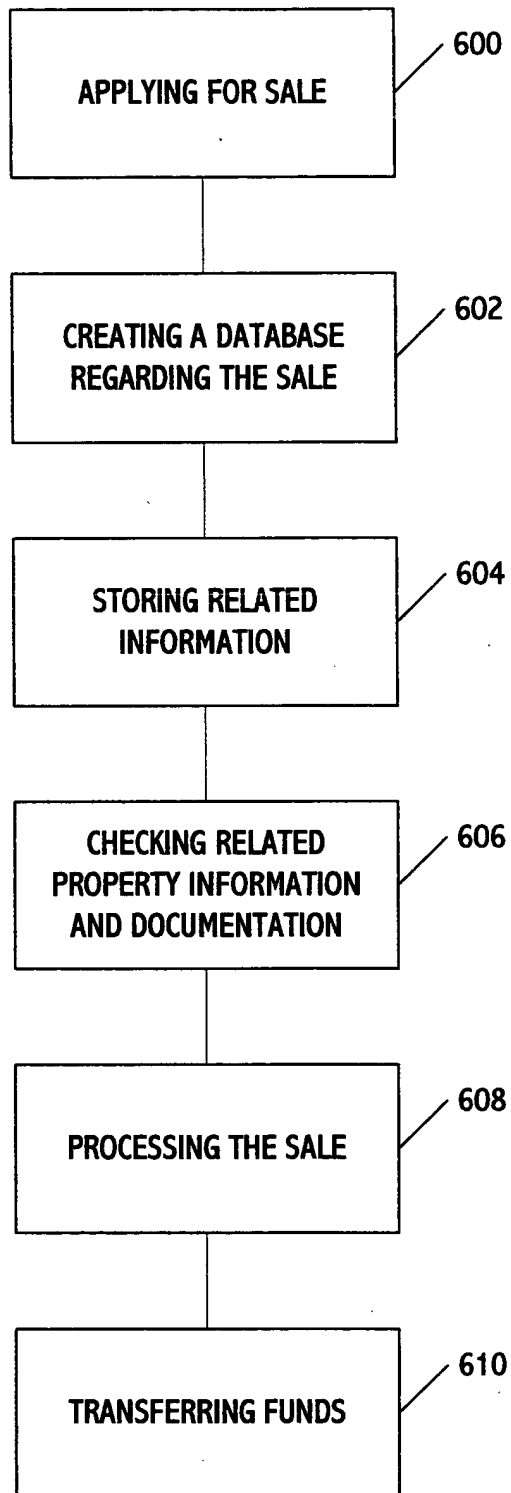 600
APPLYING FOR SALE
602
CREATING A DATABASE
REGARDING THE SALE
604
STORING RELATED
INFORMATION
606
CHECKING RELATED
PROPERTY INFORMATION
AND DOCUMENTATION
608
PROCESSING THE SALE
610
TRANSFERRING FUNDS